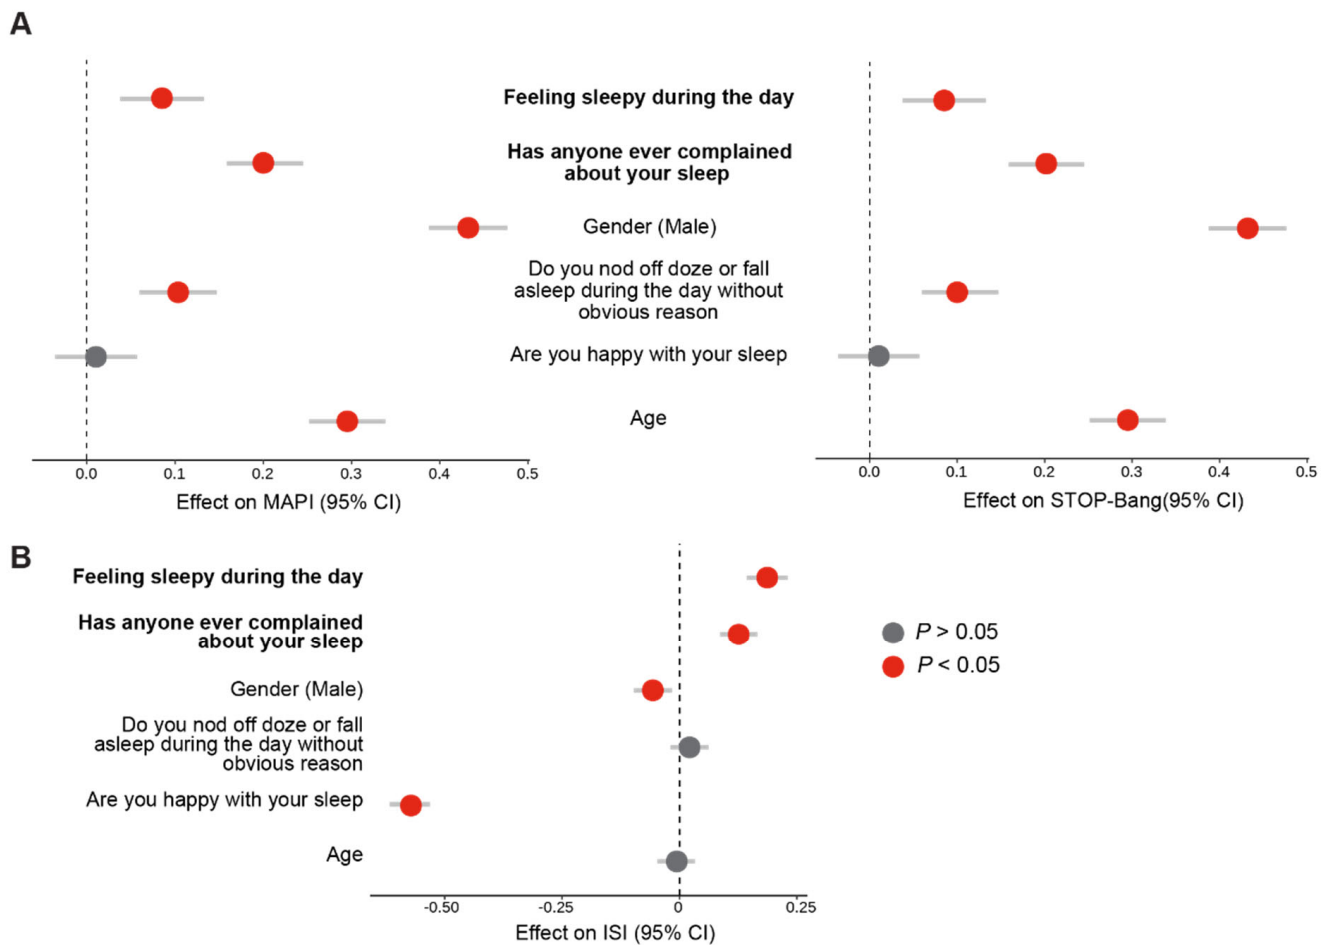 A
Feeling sleepy during the day
Has anyone ever complained
about your sleep
Gender (Male)
Do you nod off doze or fall
asleep during the day without
obvious reason
Are you happy with your sleep
Age
0.0 0.1 0.2 0.3 0.4 0.5
Effect on MAPI (95% CI)
0.0 0.1 0.2 0.3 0.4 0.5
Effect on STOP-Bang(95% CI)
B
Feeling sleepy during the day
Has anyone ever complained
about your sleep
Gender (Male)
Do you nod off doze or fall
asleep during the day without
obvious reason
Are you happy with your sleep
Age
-0.50 -0.25 0 0.25
Effect on ISI (95% CI)
P > 0.05
P < 0.05